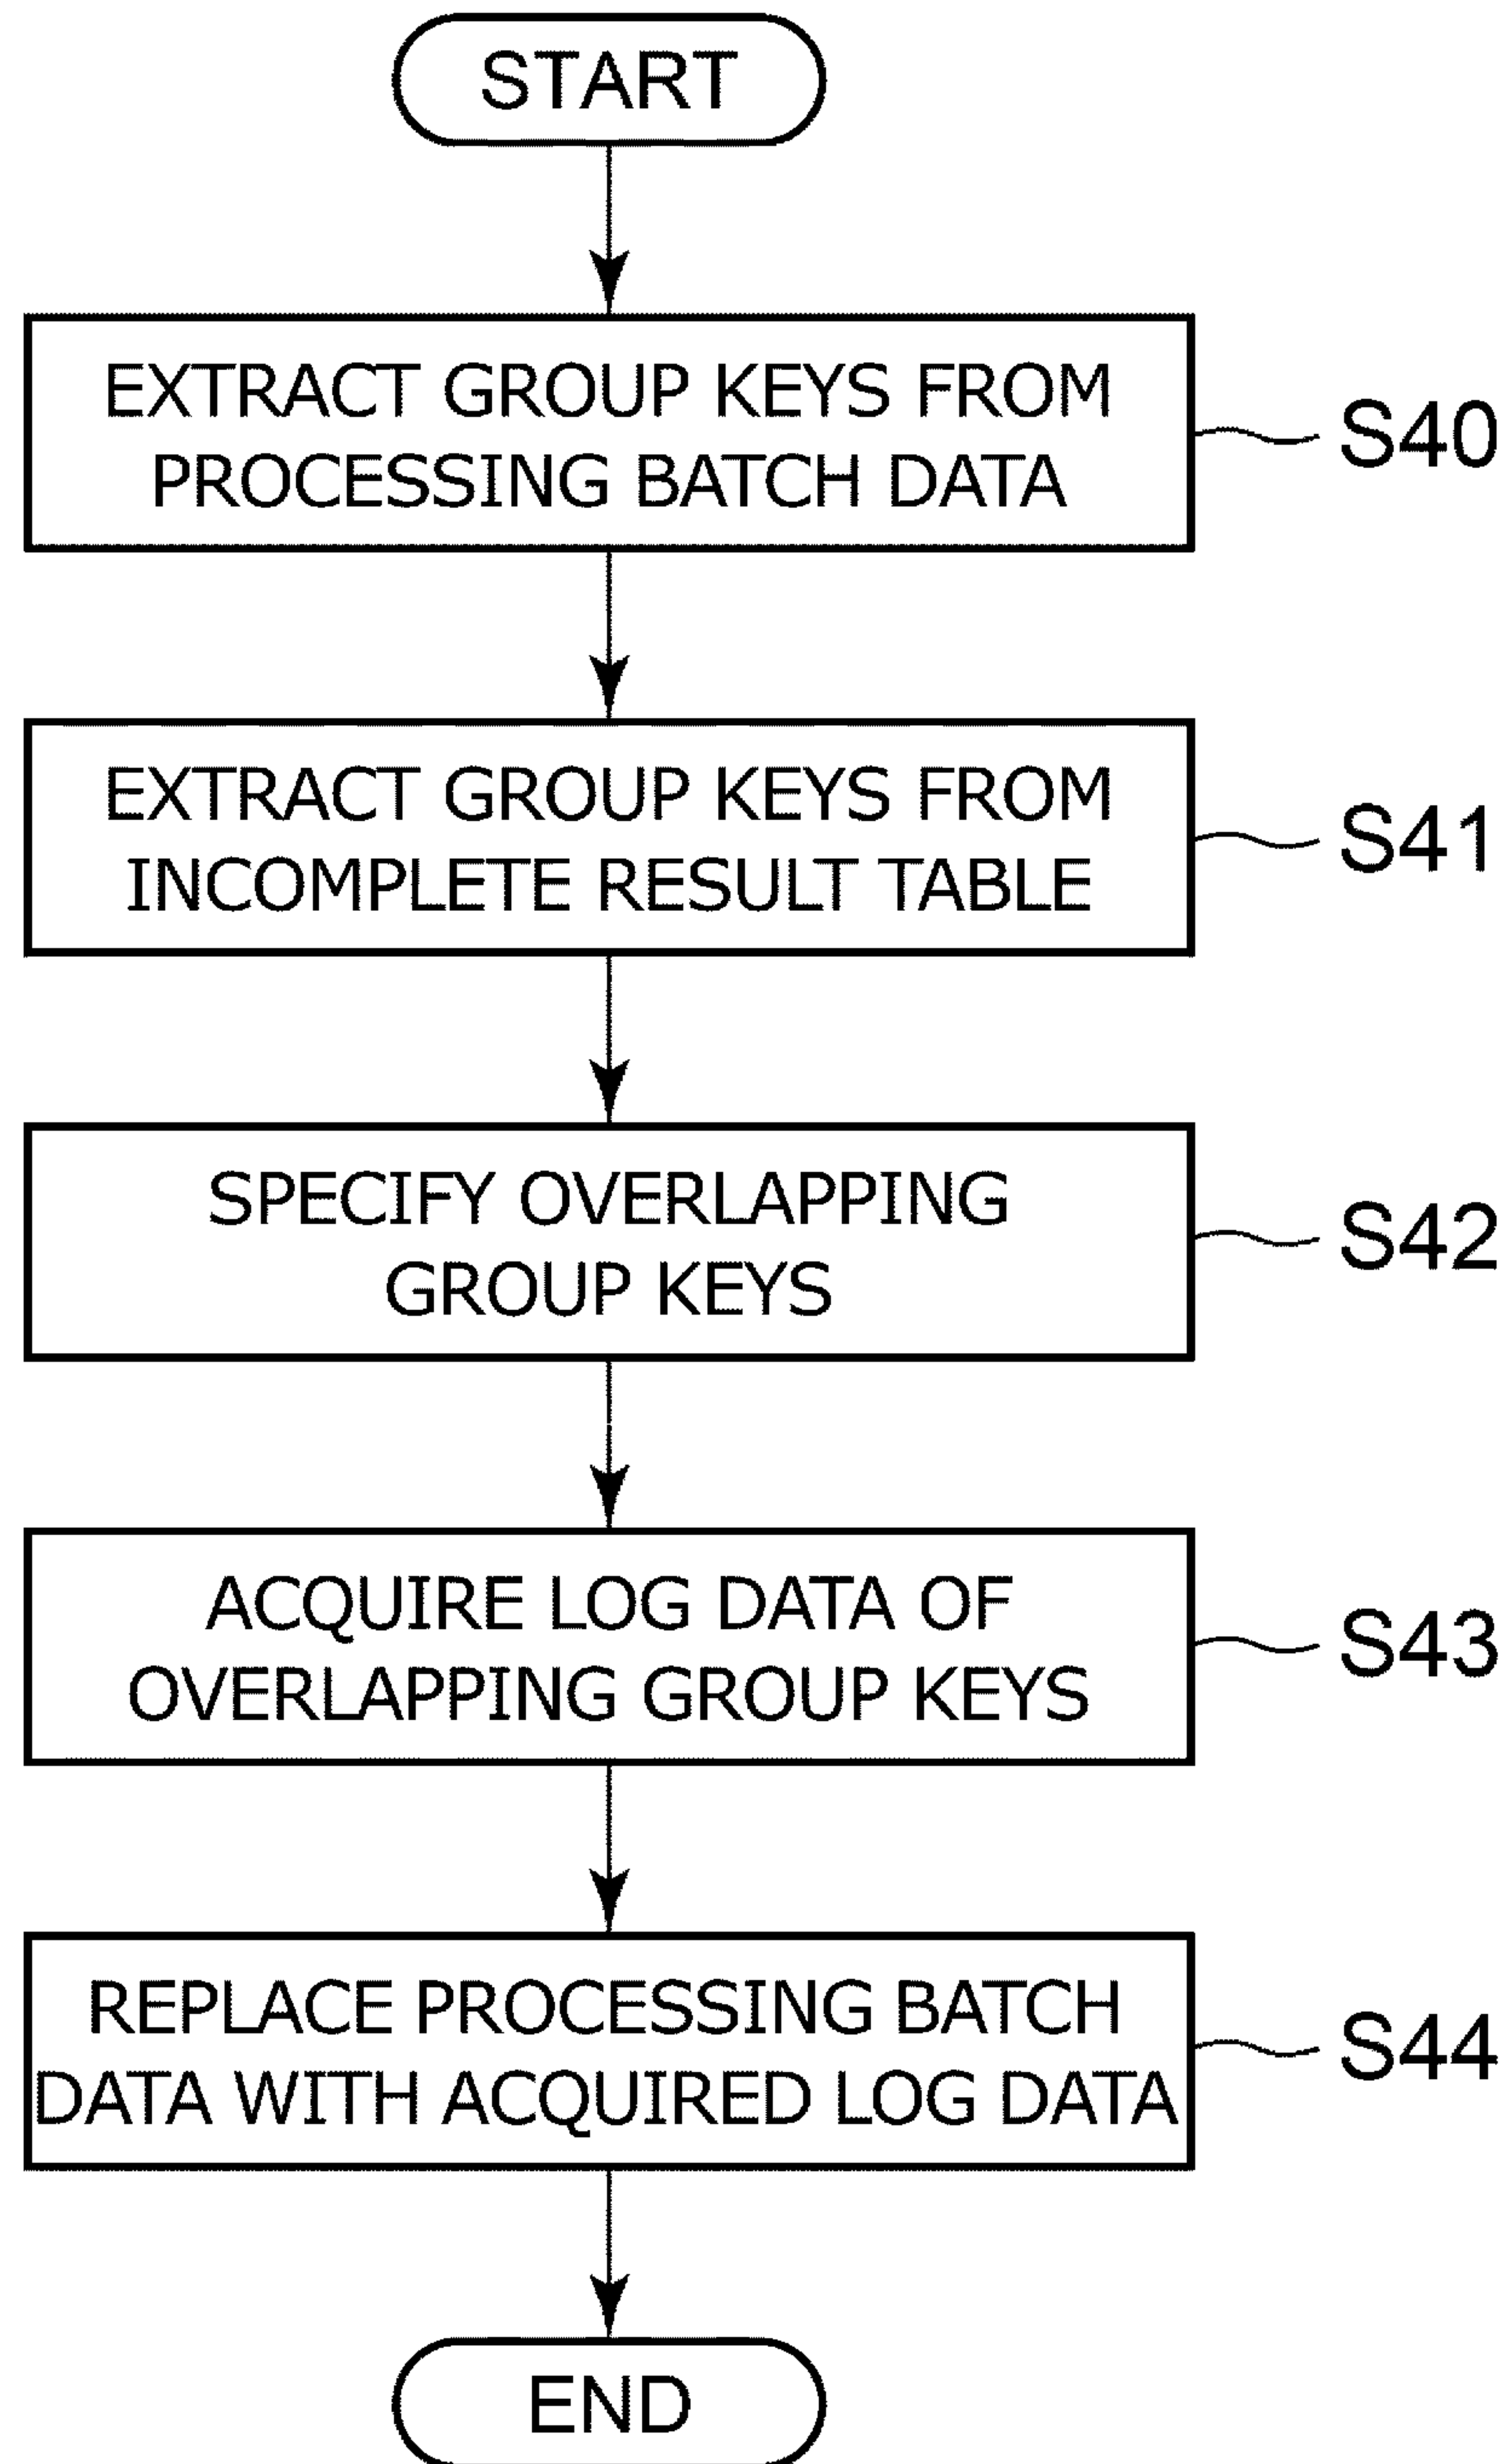 START
EXTRACT GROUP KEYS FROM
PROCESSING BATCH DATA
S40
EXTRACT GROUP KEYS FROM
INCOMPLETE RESULT TABLE
S41
SPECIFY OVERLAPPING
GROUP KEYS
S42
ACQUIRE LOG DATA OF
OVERLAPPING GROUP KEYS
S43
REPLACE PROCESSING BATCH
DATA WITH ACQUIRED LOG DATA
S44
END